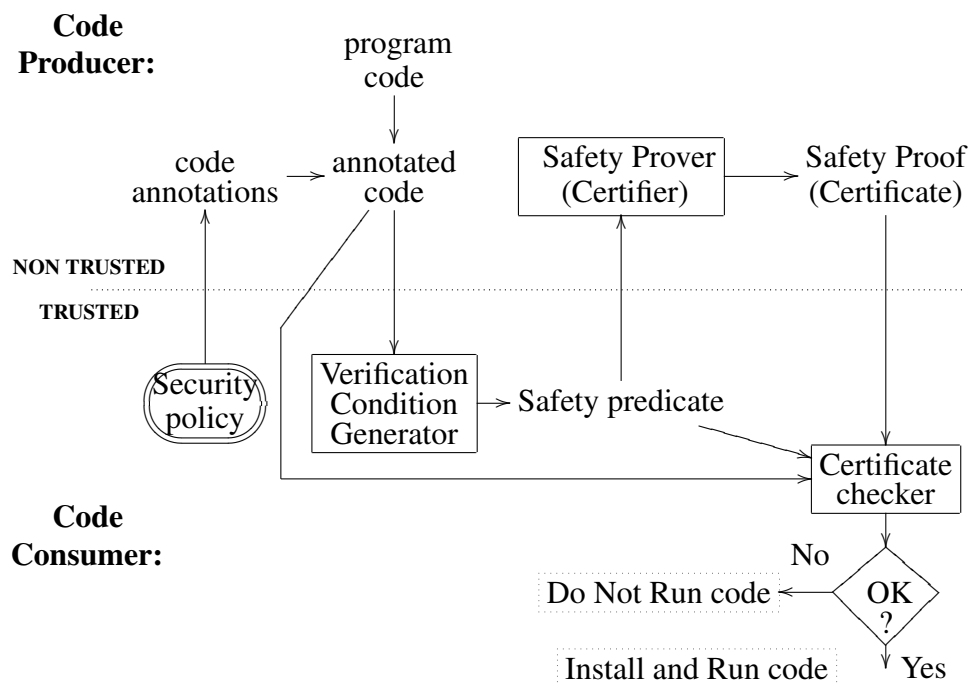 Code
Producer:
program
code
code
annotations
annotated
code
Safety Prover
(Certifier)
Safety Proof
(Certificate)
NON TRUSTED
TRUSTED
Security
policy
Verification
Condition
Generator
Safety predicate
Certificate
checker
Code
Consumer:
No
Do Not Run code
OK
?
Install and Run code
Yes